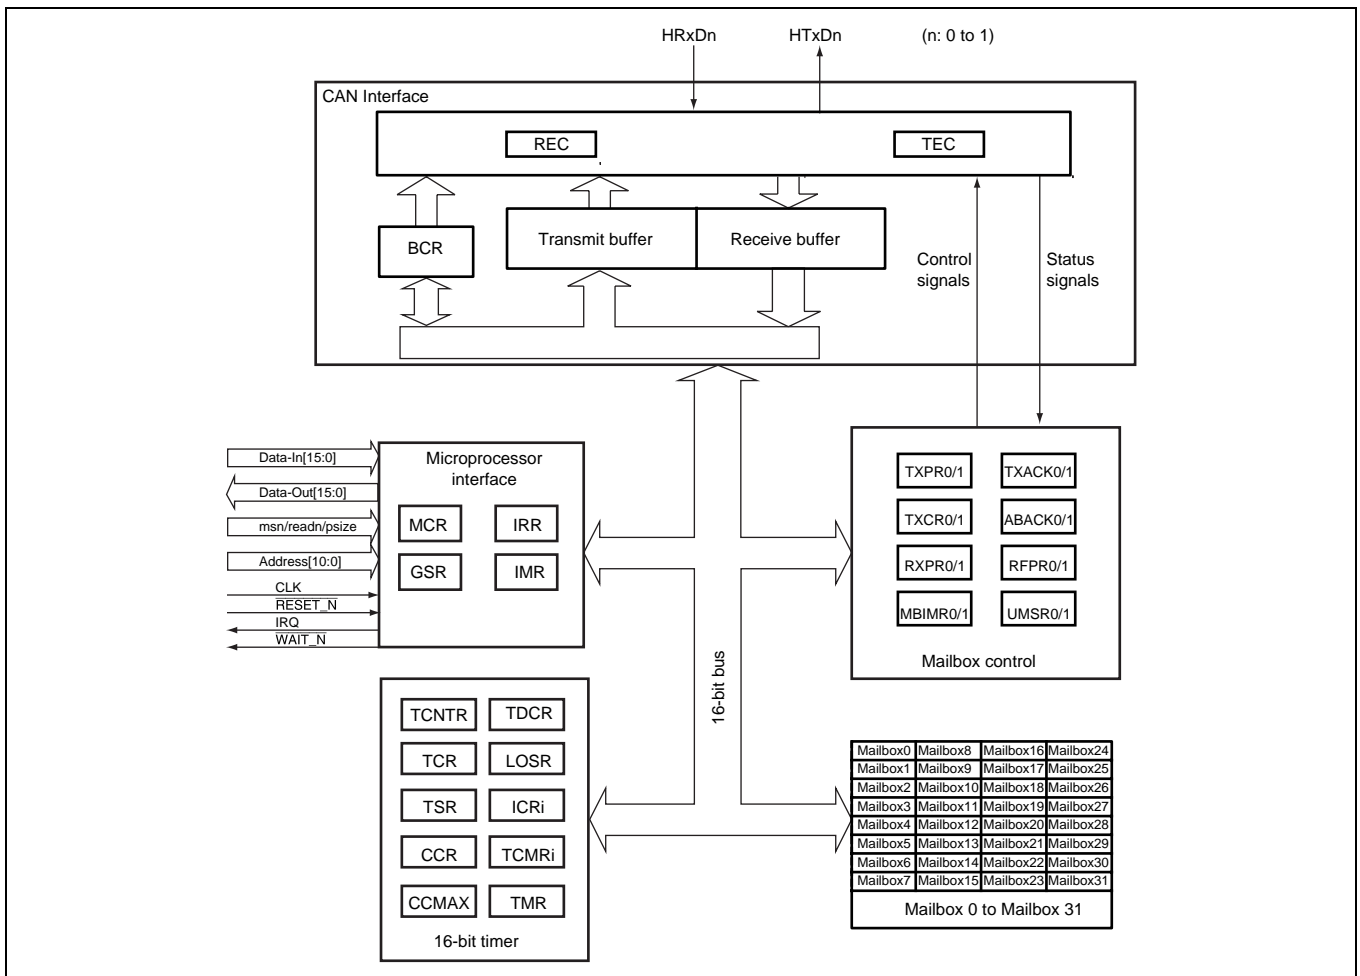 HRxDn HTxDn (n: 0 to 1)
CAN Interface
REC TEC
BCR
Transmit buffer
Receive buffer
Control
signals
Status
signals
Data-In[15:0]
Data-Out[15:0]
msn/readn/psize
Address[10:0]
CLK
RESET_N
IRQ
WAIT_N
Microprocessor
interface
MCR IRR
GSR IMR
TXPR0/1 TXACK0/1
TXCR0/1 ABACK0/1
RXPR0/1 RFPR0/1
MBIMR0/1 UMSR0/1
Mailbox control
16-bit bus
TCNTR TDCR
TCR LOSR
TSR ICRi
CCR TCMRi
CCMAX TMR
16-bit timer
Mailbox0 Mailbox8 Mailbox16 Mailbox24
Mailbox1 Mailbox9 Mailbox17 Mailbox25
Mailbox2 Mailbox10 Mailbox18 Mailbox26
Mailbox3 Mailbox11 Mailbox19 Mailbox27
Mailbox4 Mailbox12 Mailbox20 Mailbox28
Mailbox5 Mailbox13 Mailbox21 Mailbox29
Mailbox6 Mailbox14 Mailbox22 Mailbox30
Mailbox7 Mailbox15 Mailbox23 Mailbox31
Mailbox 0 to Mailbox 31